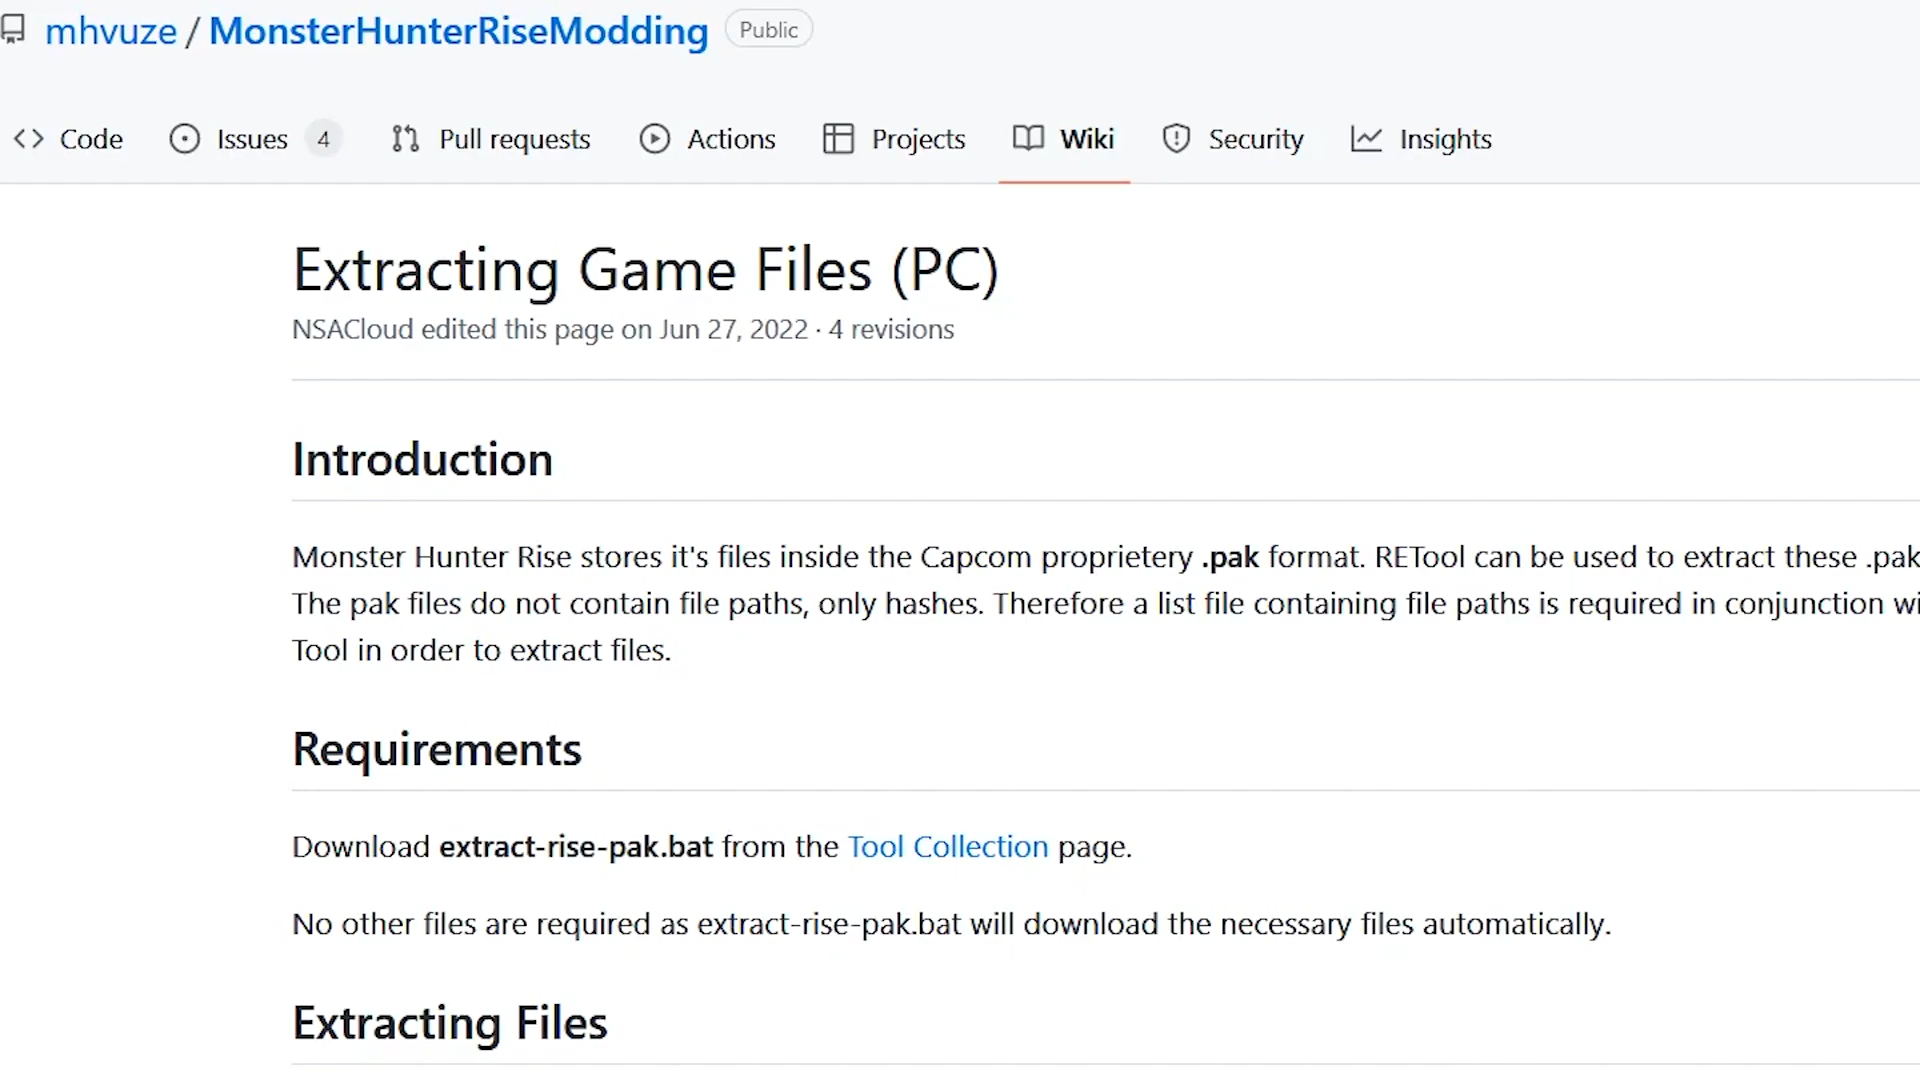 mhvuze / MonsterHunterRiseModding Public
Code Issues 4 Pull requests Actions Projects Wiki Security Insights
Extracting Game Files (PC)
NSACloud edited this page on Jun 27, 2022 · 4 revisions
Introduction
Monster Hunter Rise stores it's files inside the Capcom proprietery .pak format. RETool can be used to extract these .pak
The pak files do not contain file paths, only hashes. Therefore a list file containing file paths is required in conjunction
Tool in order to extract files.
Requirements
Download extract-rise-pak.bat from the Tool Collection page.
No other files are required as extract-rise-pak.bat will download the necessary files automatically.
Extracting Files